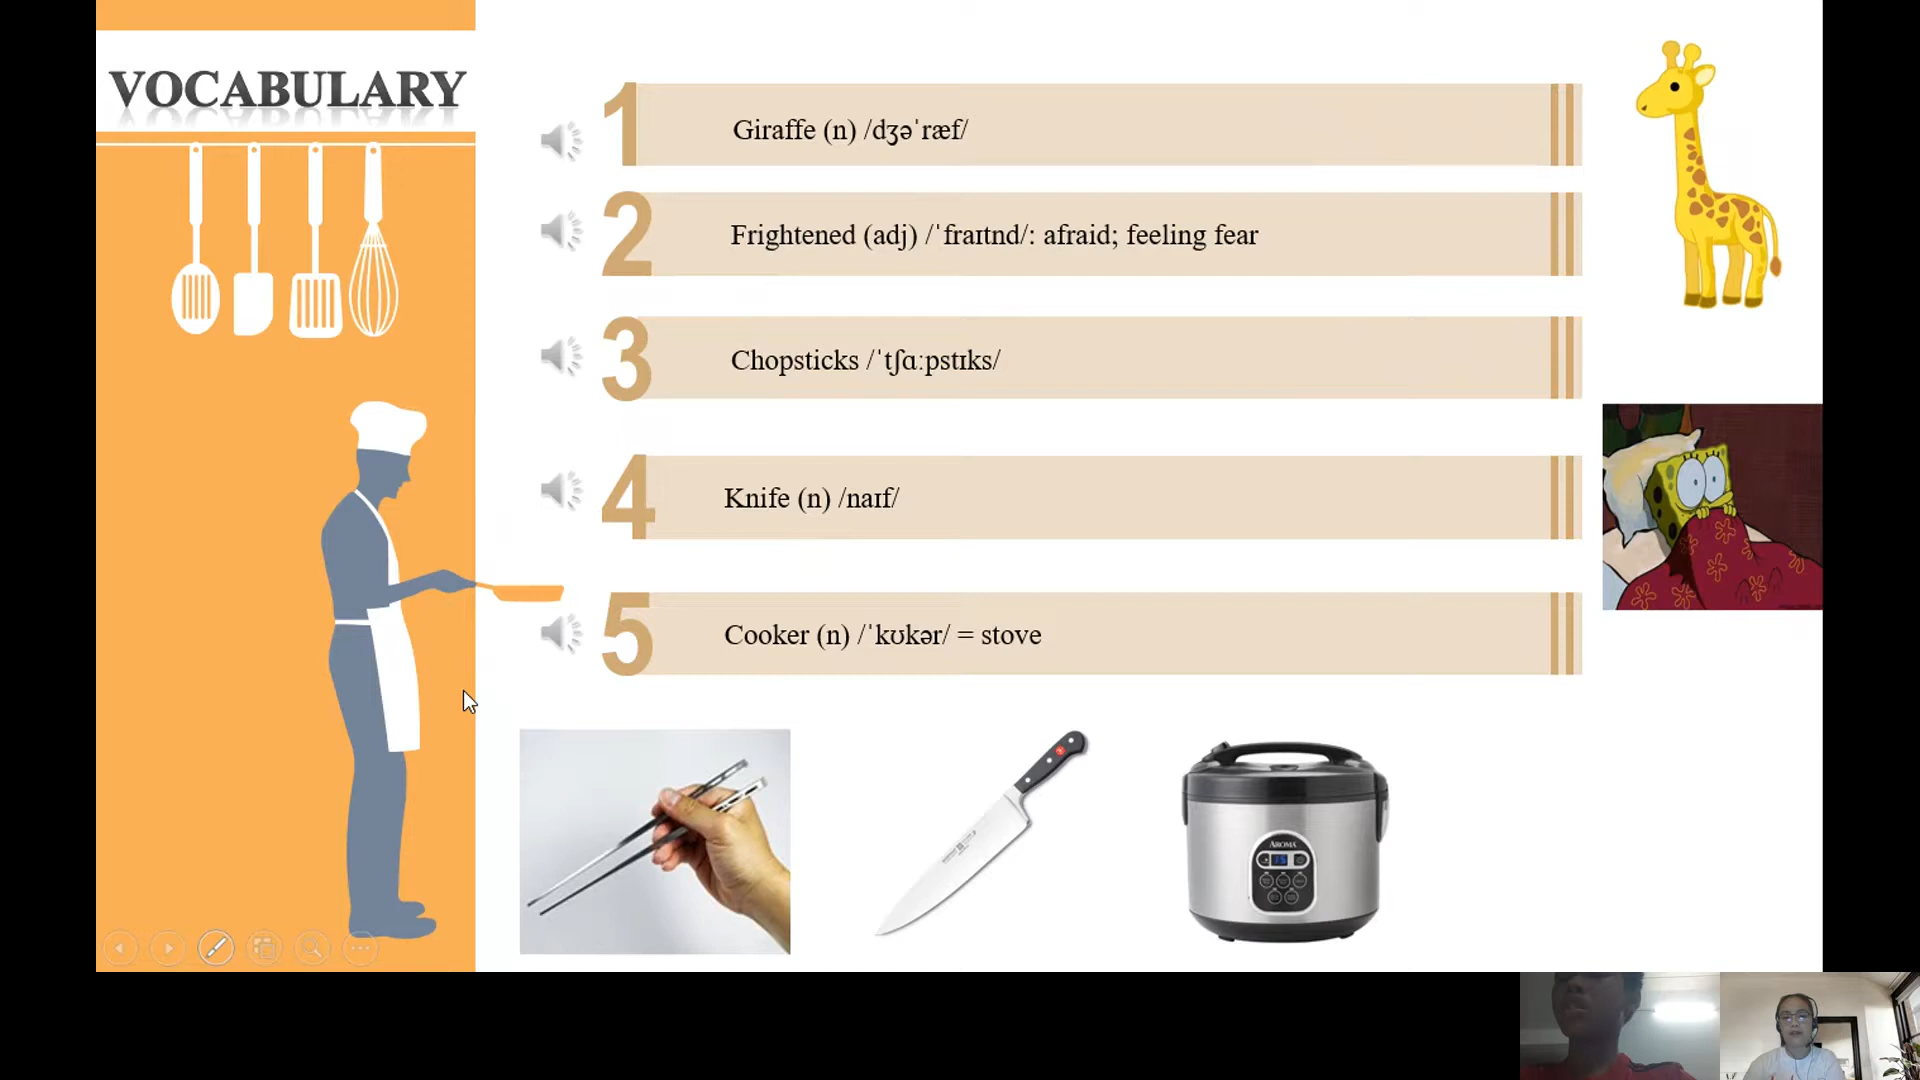 VOCABULARY
1
Giraffe (n) /dʒəˈræf/
2
Frightened (adj) /ˈfraɪtnd/: afraid; feeling fear
3
Chopsticks /ˈtʃɑːpstɪks/
4
Knife (n) /naɪf/
5
Cooker (n) /ˈkʊkər/ = stove
AROMA